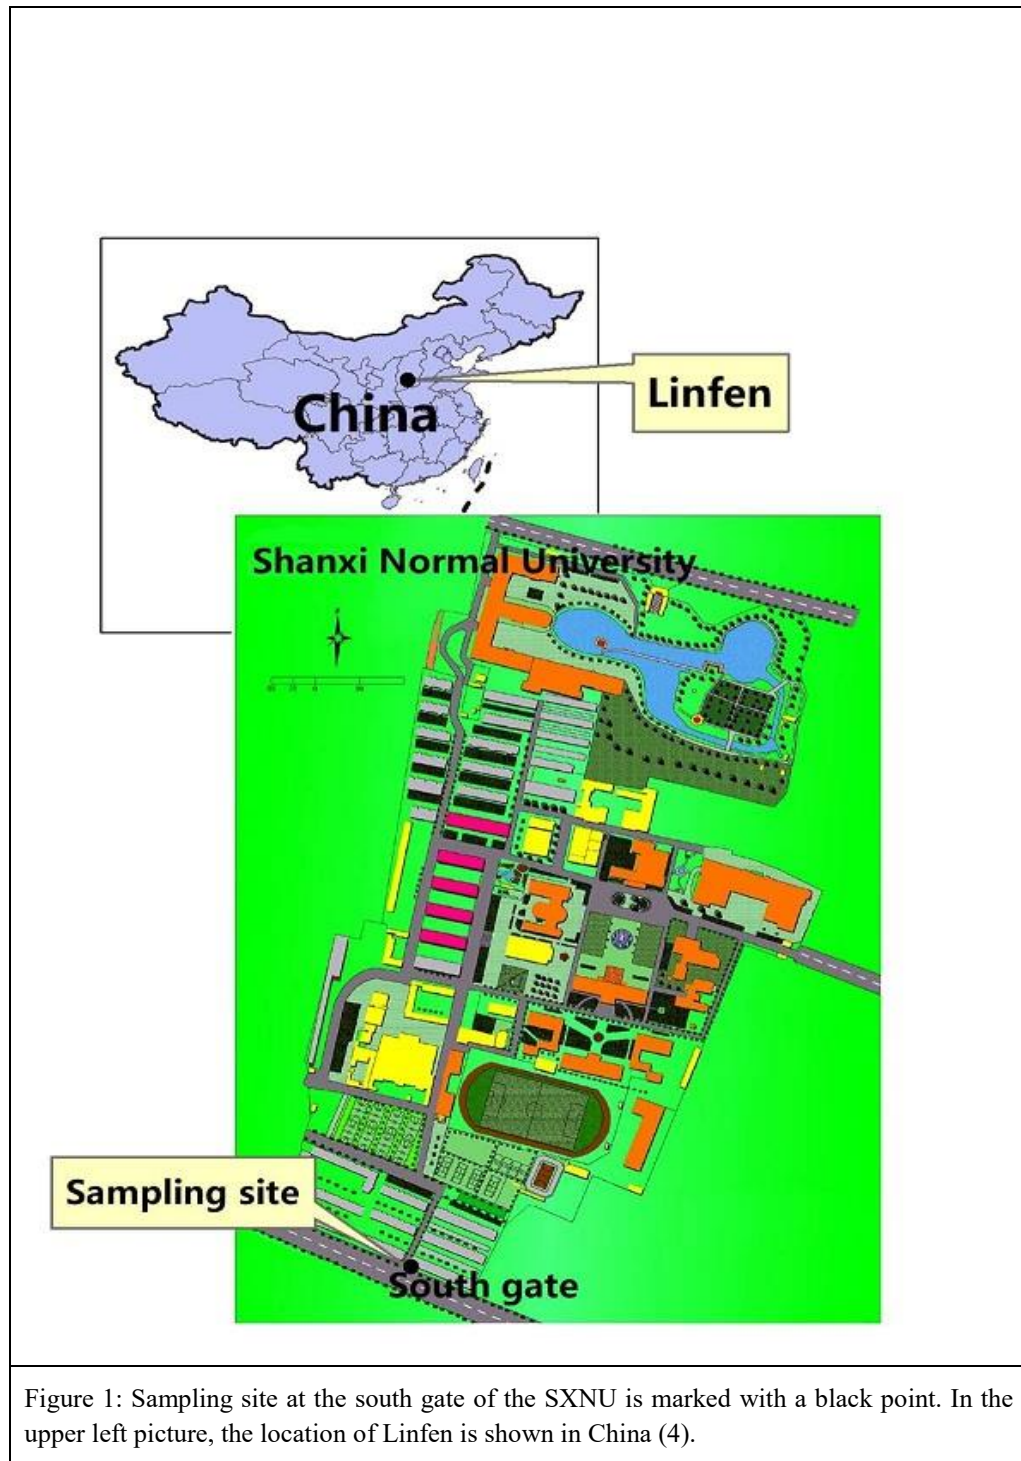 Linfen
China
Shanxi Normal University
Sampling site
South gate
Figure 1: Sampling site at the south gate of the SXNU is marked with a black point. In the
upper left picture, the location of Linfen is shown in China (4).